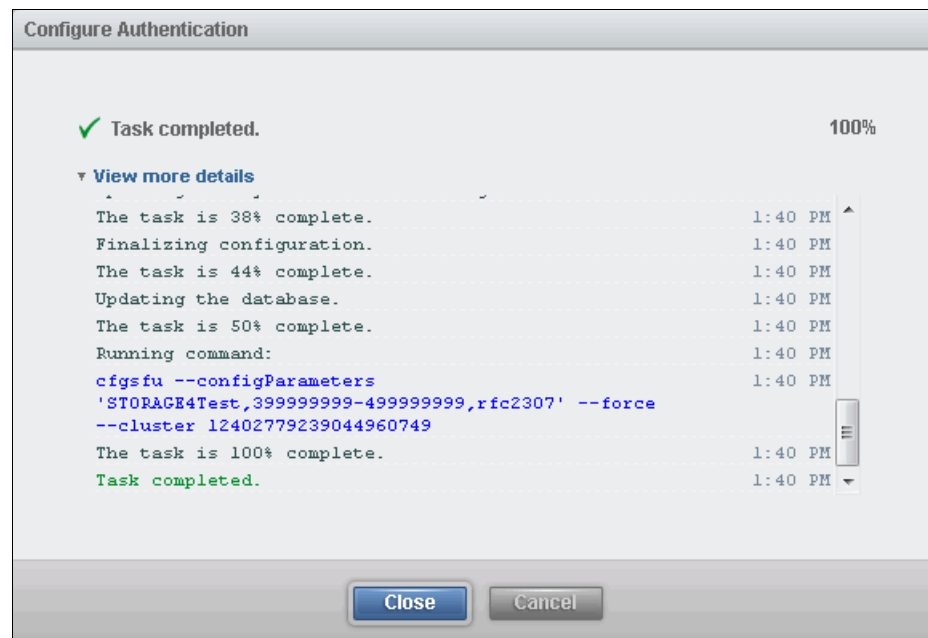 Configure Authentication
Task completed. 100%
View more details
The task is 38% complete. 1:40 PM
Finalizing configuration. 1:40 PM
The task is 44% complete. 1:40 PM
Updating the database. 1:40 PM
The task is 50% complete. 1:40 PM
Running command: 1:40 PM
cfgsfu --configParameters 1:40 PM
'STORAGE4Test,399999999-499999999,rfc2307' --force
--cluster 12402779239044960749
The task is 100% complete. 1:40 PM
Task completed. 1:40 PM
Close Cancel